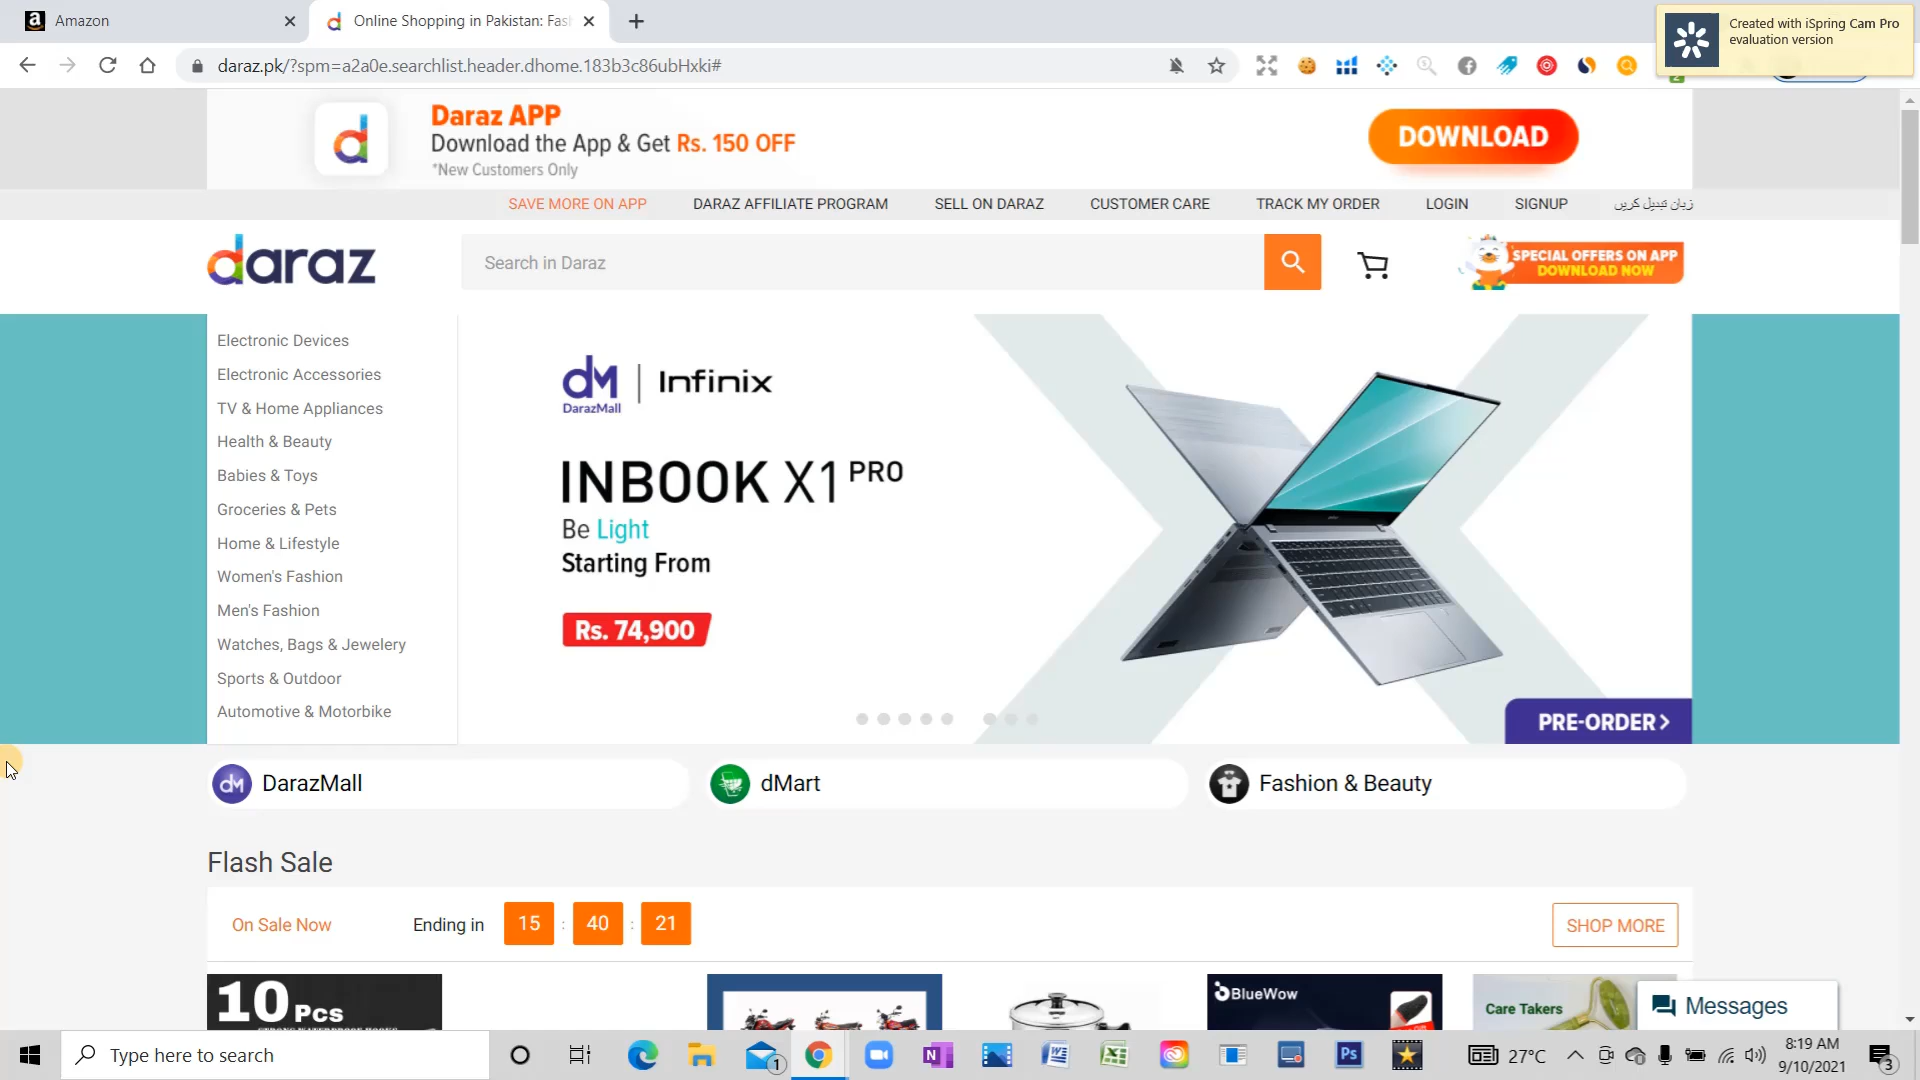 Amazon
Online Shopping in Pakistan: Fas
Created with iSpring Cam Pro
evaluation version
daraz.pk/?spm=a2a0e.searchlist.header.dhome.183b3c86ubHxki#
Daraz APP
Download the App & Get Rs. 150 OFF
*New Customers Only
DOWNLOAD
SAVE MORE ON APP
DARAZ AFFILIATE PROGRAM
SELL ON DARAZ
CUSTOMER CARE
TRACK MY ORDER
LOGIN
SIGNUP
زبان تبدیل کریں
daraz
Search in Daraz
SPECIAL OFFERS ON APP
DOWNLOAD NOW
Electronic Devices
Electronic Accessories
TV & Home Appliances
Health & Beauty
Babies & Toys
Groceries & Pets
Home & Lifestyle
Women's Fashion
Men's Fashion
Watches, Bags & Jewelery
Sports & Outdoor
Automotive & Motorbike
dM
DarazMall
Infinix
INBOOK X1 PRO
Be Light
Starting From
Rs. 74,900
PRE-ORDER
dM DarazMall
dMart
Fashion & Beauty
Flash Sale
On Sale Now
Ending in 15 : 40 : 21
SHOP MORE
10 Pcs
BlueWow
Care Takers
Messages
Type here to search
27°C
8:19 AM
9/10/2021